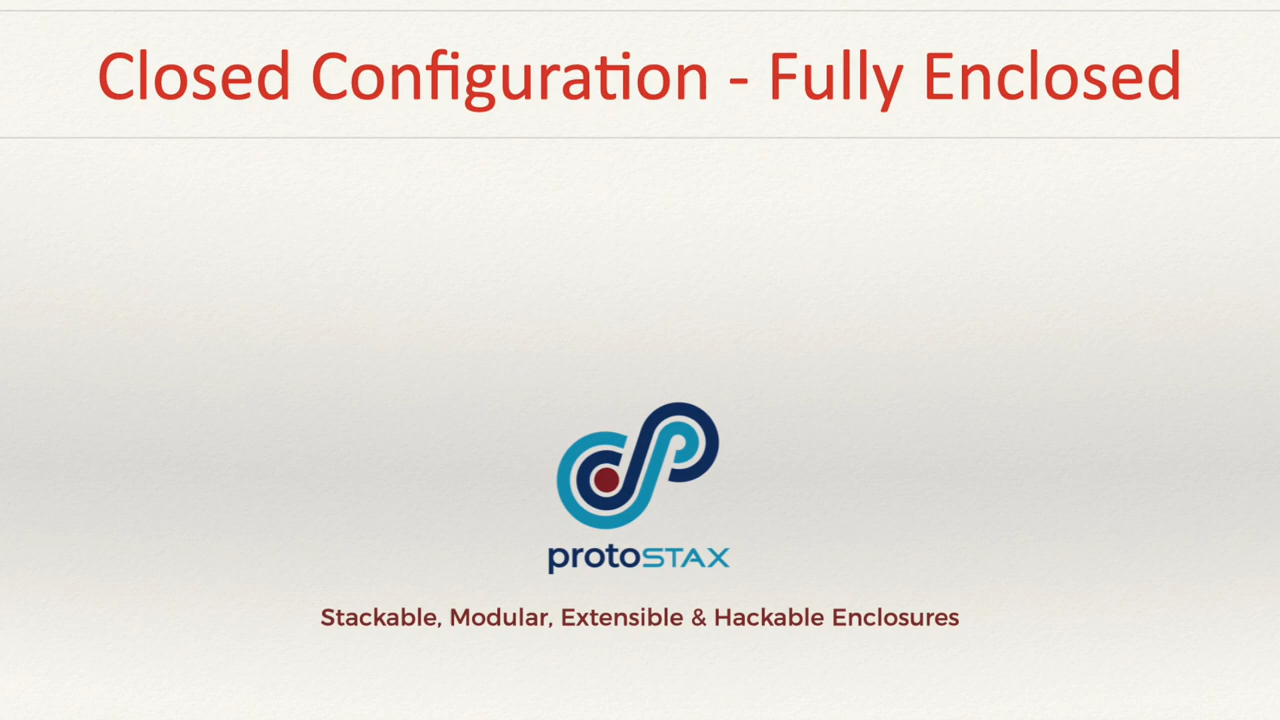 Closed Configuration - Fully Enclosed
protoSTAX
Stackable, Modular, Extensible & Hackable Enclosures